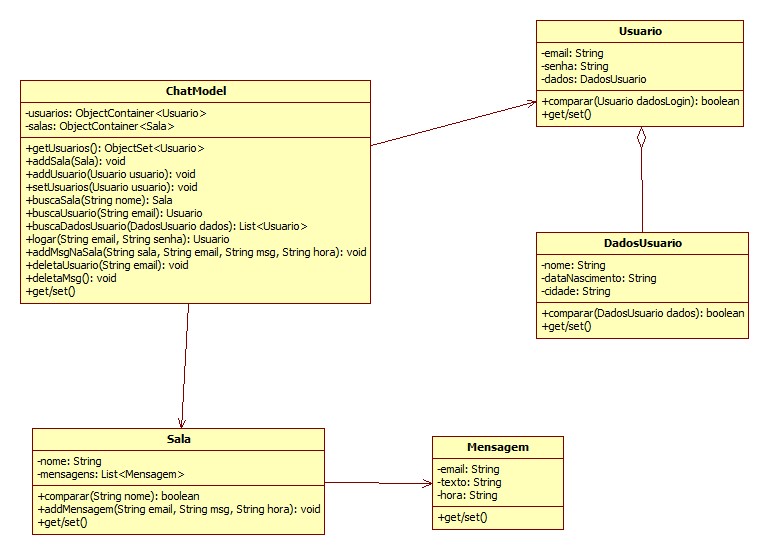 Usuario
-email: String
-senha: String
-dados: DadosUsuario
+comparar(Usuario dadosLogin): boolean
+get/set()
ChatModel
-usuarios: ObjectContainer<Usuario>
-salas: ObjectContainer<Sala>
+getUsuarios(): ObjectSet<Usuario>
+addSala(Sala): void
+addUsuario(Usuario usuario): void
+setUsuarios(Usuario usuario): void
+buscaSala(String nome): Sala
+buscaUsuario(String email): Usuario
+buscaDadosUsuario(DadosUsuario dados): List<Usuario>
+logar(String email, String senha): Usuario
+addMsgNaSala(String sala, String email, String msg, String hora): void
+deletaUsuario(String email): void
+deletaMsg(): void
+get/set()
DadosUsuario
-nome: String
-dataNascimento: String
-cidade: String
+comparar(DadosUsuario dados): boolean
+get/set()
Sala
-nome: String
-mensagens: List<Mensagem>
+comparar(String nome): boolean
+addMensagem(String email, String msg, String hora): void
+get/set()
Mensagem
-email: String
-texto: String
-hora: String
+get/set()